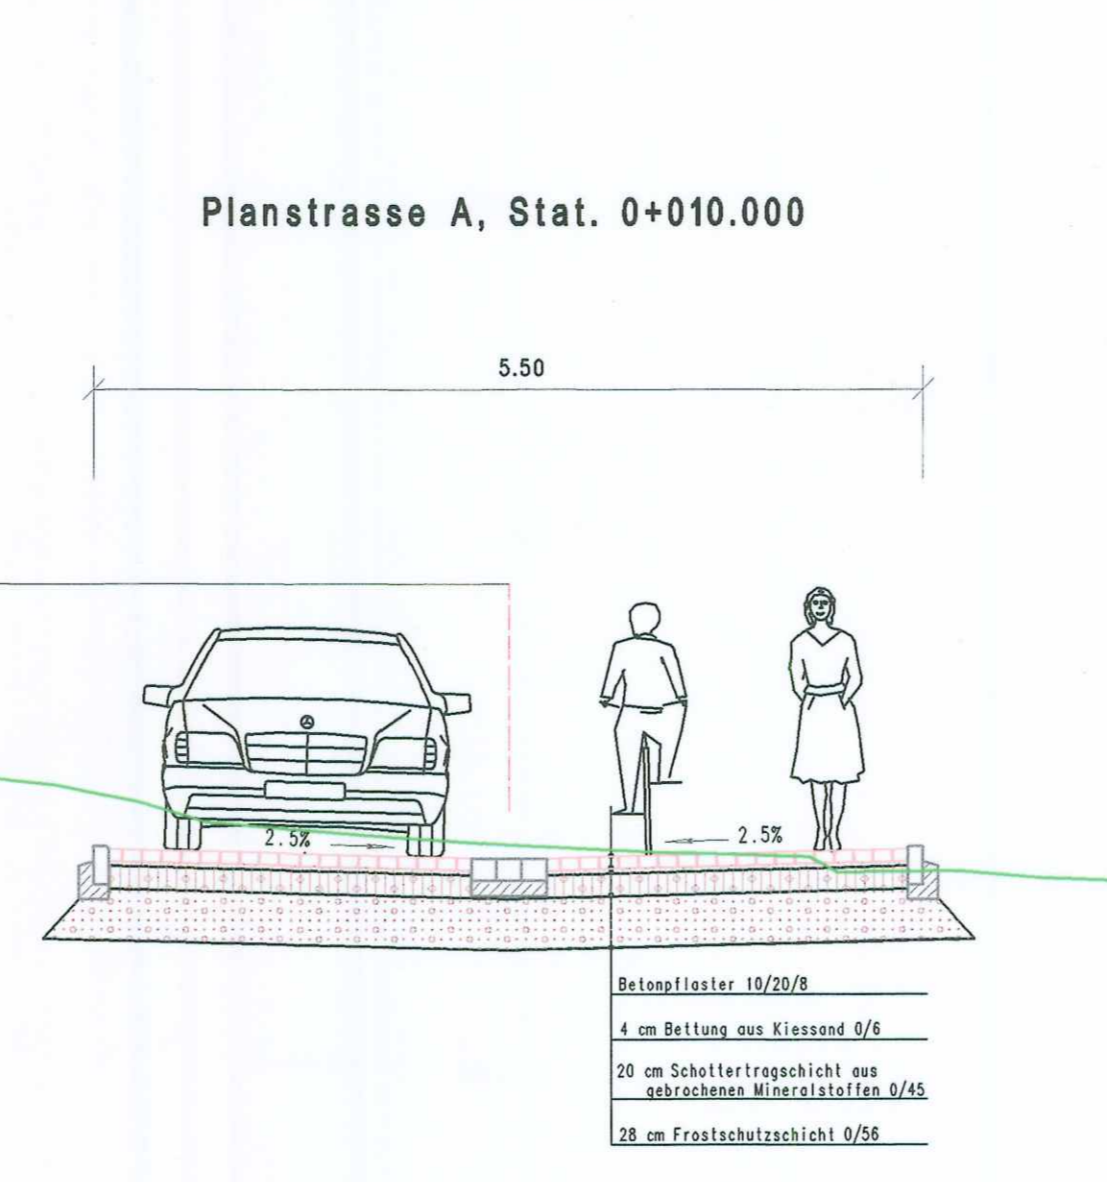 Planstrasse A, Stat. 0+010.000
5.50
2.5%
2.5%
Betonpflaster 10/20/8
4 cm Bettung aus Kiessand 0/6
20 cm Schottertragschicht aus
gebrochenen Mineralstoffen 0/45
28 cm Frostschutzschicht 0/56